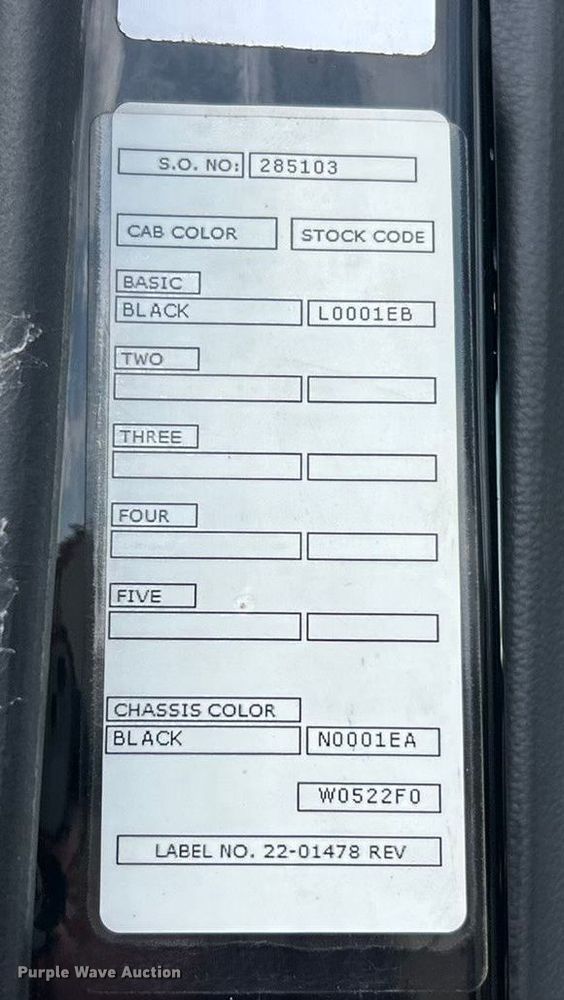 S.O. NO: 285103
CAB COLOR STOCK CODE
BASIC
BLACK L0001EB
TWO
THREE
FOUR
FIVE
CHASSIS COLOR
BLACK N0001EA
W0522F0
LABEL NO. 22-01478 REV
Purple Wave Auction